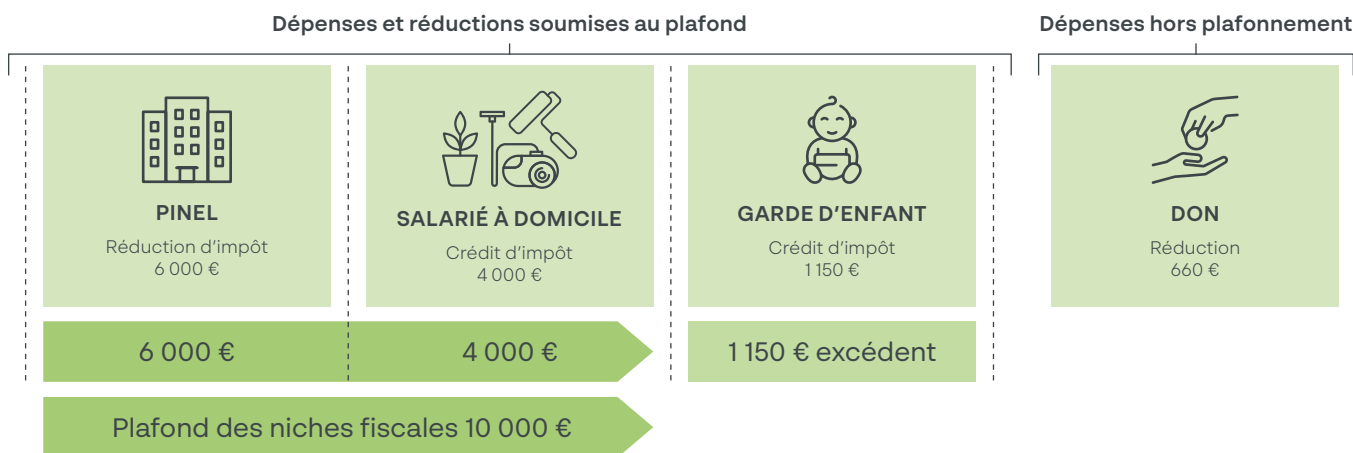 Dépenses et réductions soumises au plafond
Dépenses hors plafonnement
PINEL
Réduction d'impôt
6 000 €
SALARIÉ À DOMICILE
Crédit d'impôt
4 000 €
GARDE D'ENFANT
Crédit d'impôt
1 150 €
DON
Réduction
660 €
6 000 €
4 000 €
1 150 € excédent
Plafond des niches fiscales 10 000 €